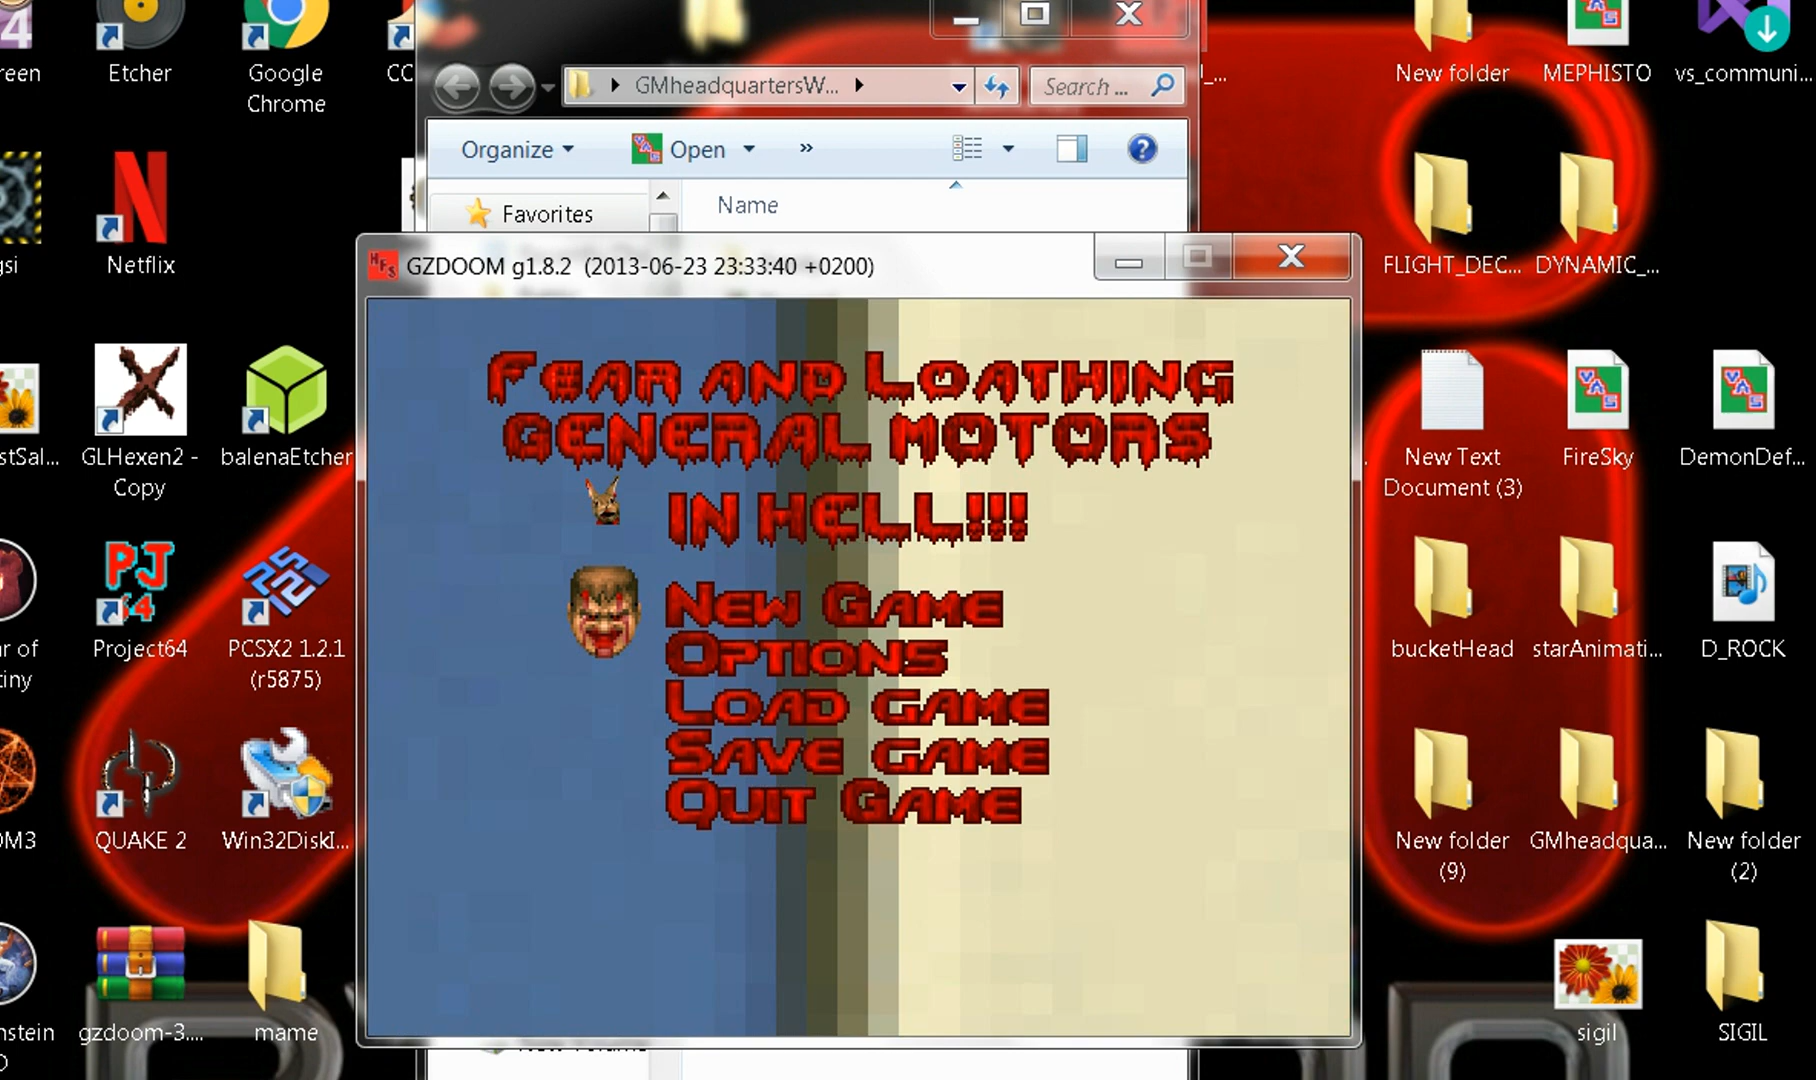 Etcher
Google
Chrome
Netflix
GLHexen2 -
Copy
balenaEtcher
PJ
64
Project64
PCSX2 1.2.1
(r5875)
QUAKE 2
Win32DiskI...
gzdoom-3....
mame
GMheadquartersW...
Search ...
Organize
Open
»
Favorites
Name
GZDOOM g1.8.2 (2013-06-23 23:33:40 +0200)
Fear and Loathing
GENERAL MOTORS
IN HELL!!!
New Game
Options
Load Game
Save Game
Quit Game
New folder
MEPHISTO
vs_communi...
FLIGHT_DEC...
DYNAMIC_...
New Text
Document (3)
FireSky
DemonDef...
bucketHead
starAnimati...
D_ROCK
New folder
(9)
GMheadqua...
New folder
(2)
sigil
SIGIL